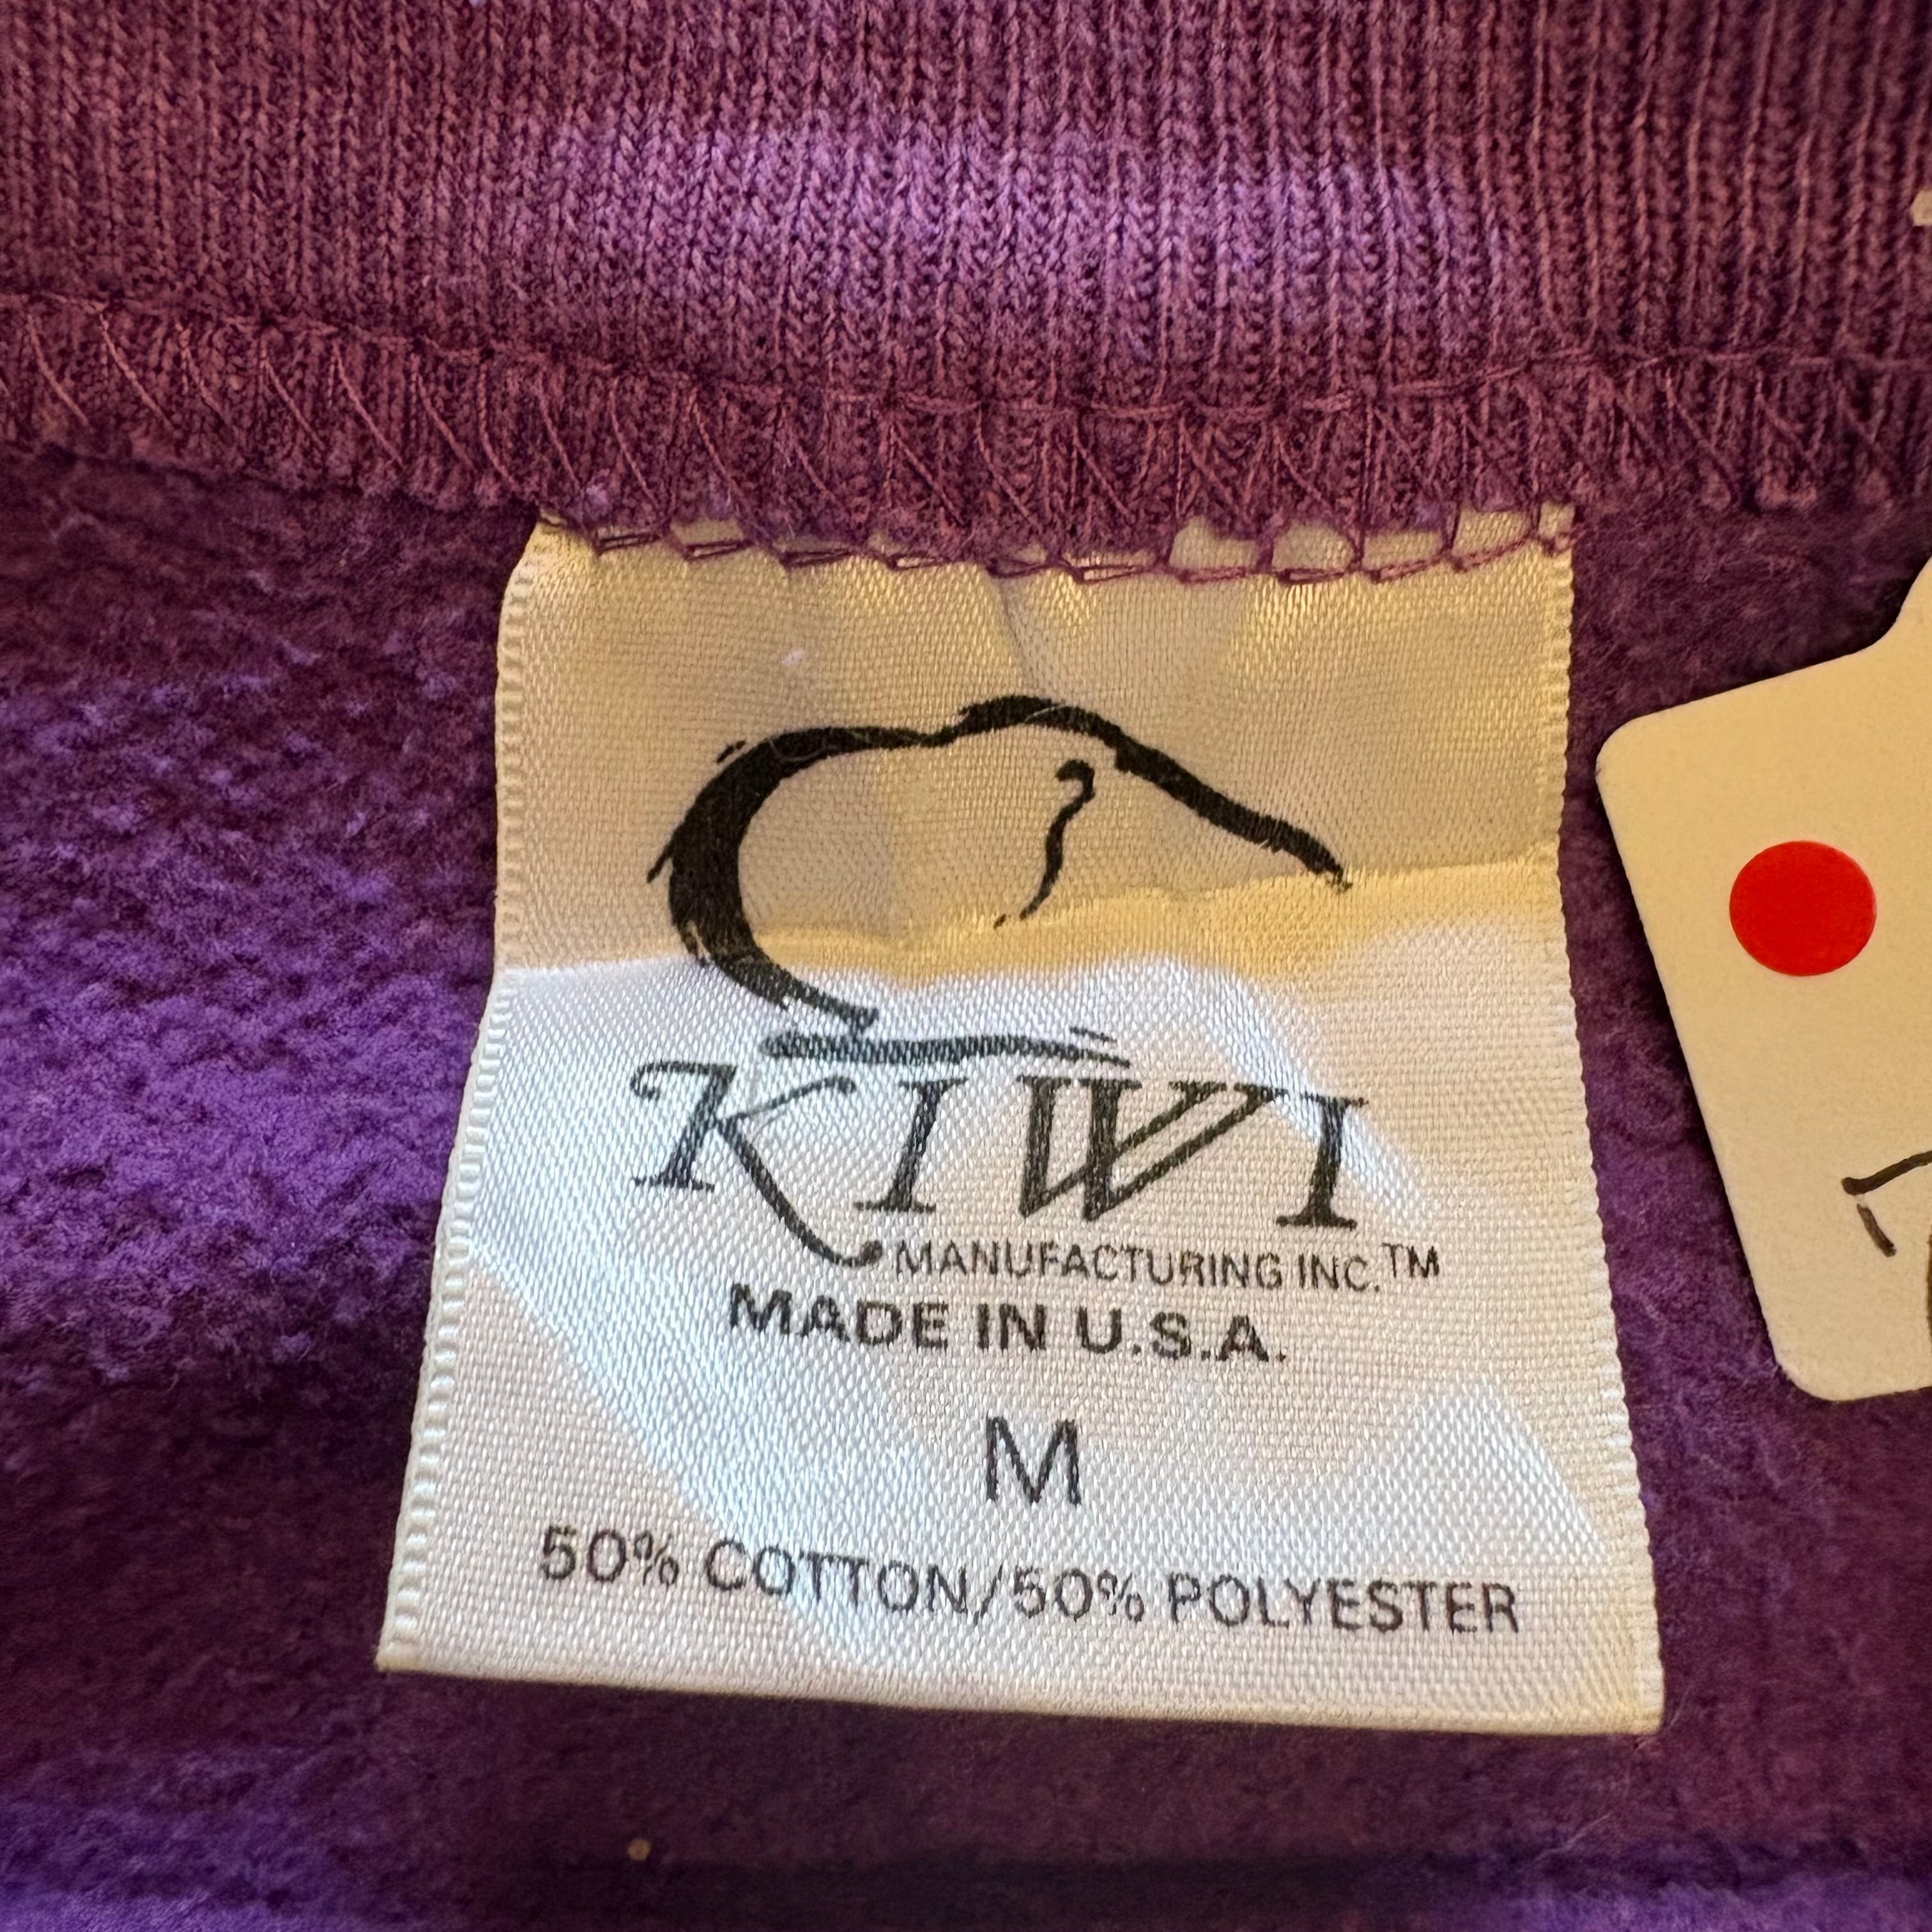 KIWI
MANUFACTURING INC.™
MADE IN U.S.A.
M
50% COTTON/50% POLYESTER